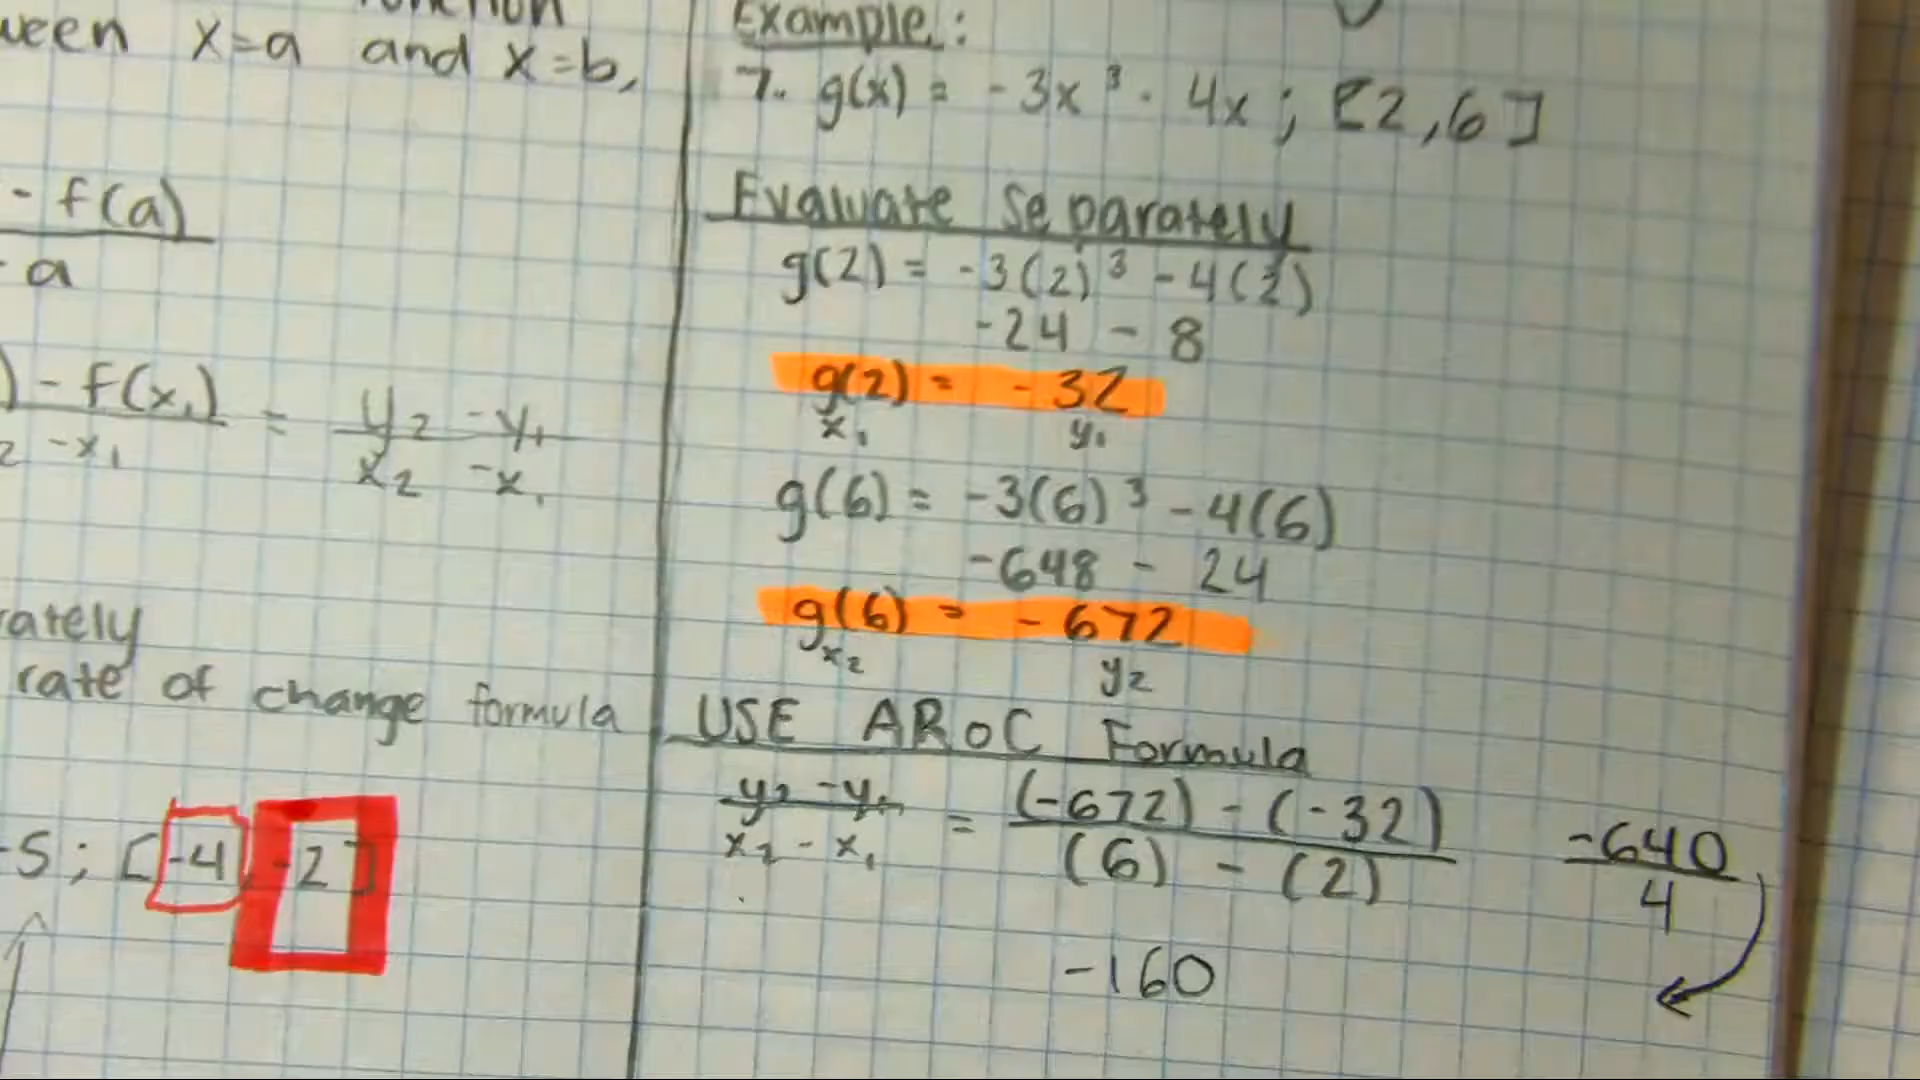 x=a and x=b,
- f(a)
- a
) - f(x₁) = y₂ - y₁
2 - x₁ x₂ - x₁
rate of change formula
-5; [-4, -2]
Example:
7. g(x) = -3x³ - 4x; [2,6]
Evaluate Separately
g(2) = -3(2)³ - 4(2)
-24 - 8
g(2) = -32
x₁ y₁
g(6) = -3(6)³ - 4(6)
-648 - 24
g(6) = -672
x₂ y₂
USE AROC Formula
y₂ - y₁ = (-672) - (-32) -640
x₂ - x₁ (6) - (2) 4
-160